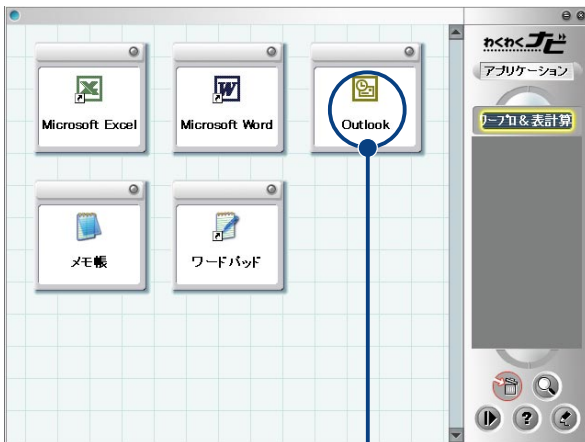 わくわくナビ
アプリケーション
ワープロ&表計算
Microsoft Excel
Microsoft Word
Outlook
メモ帳
ワードパッド
?